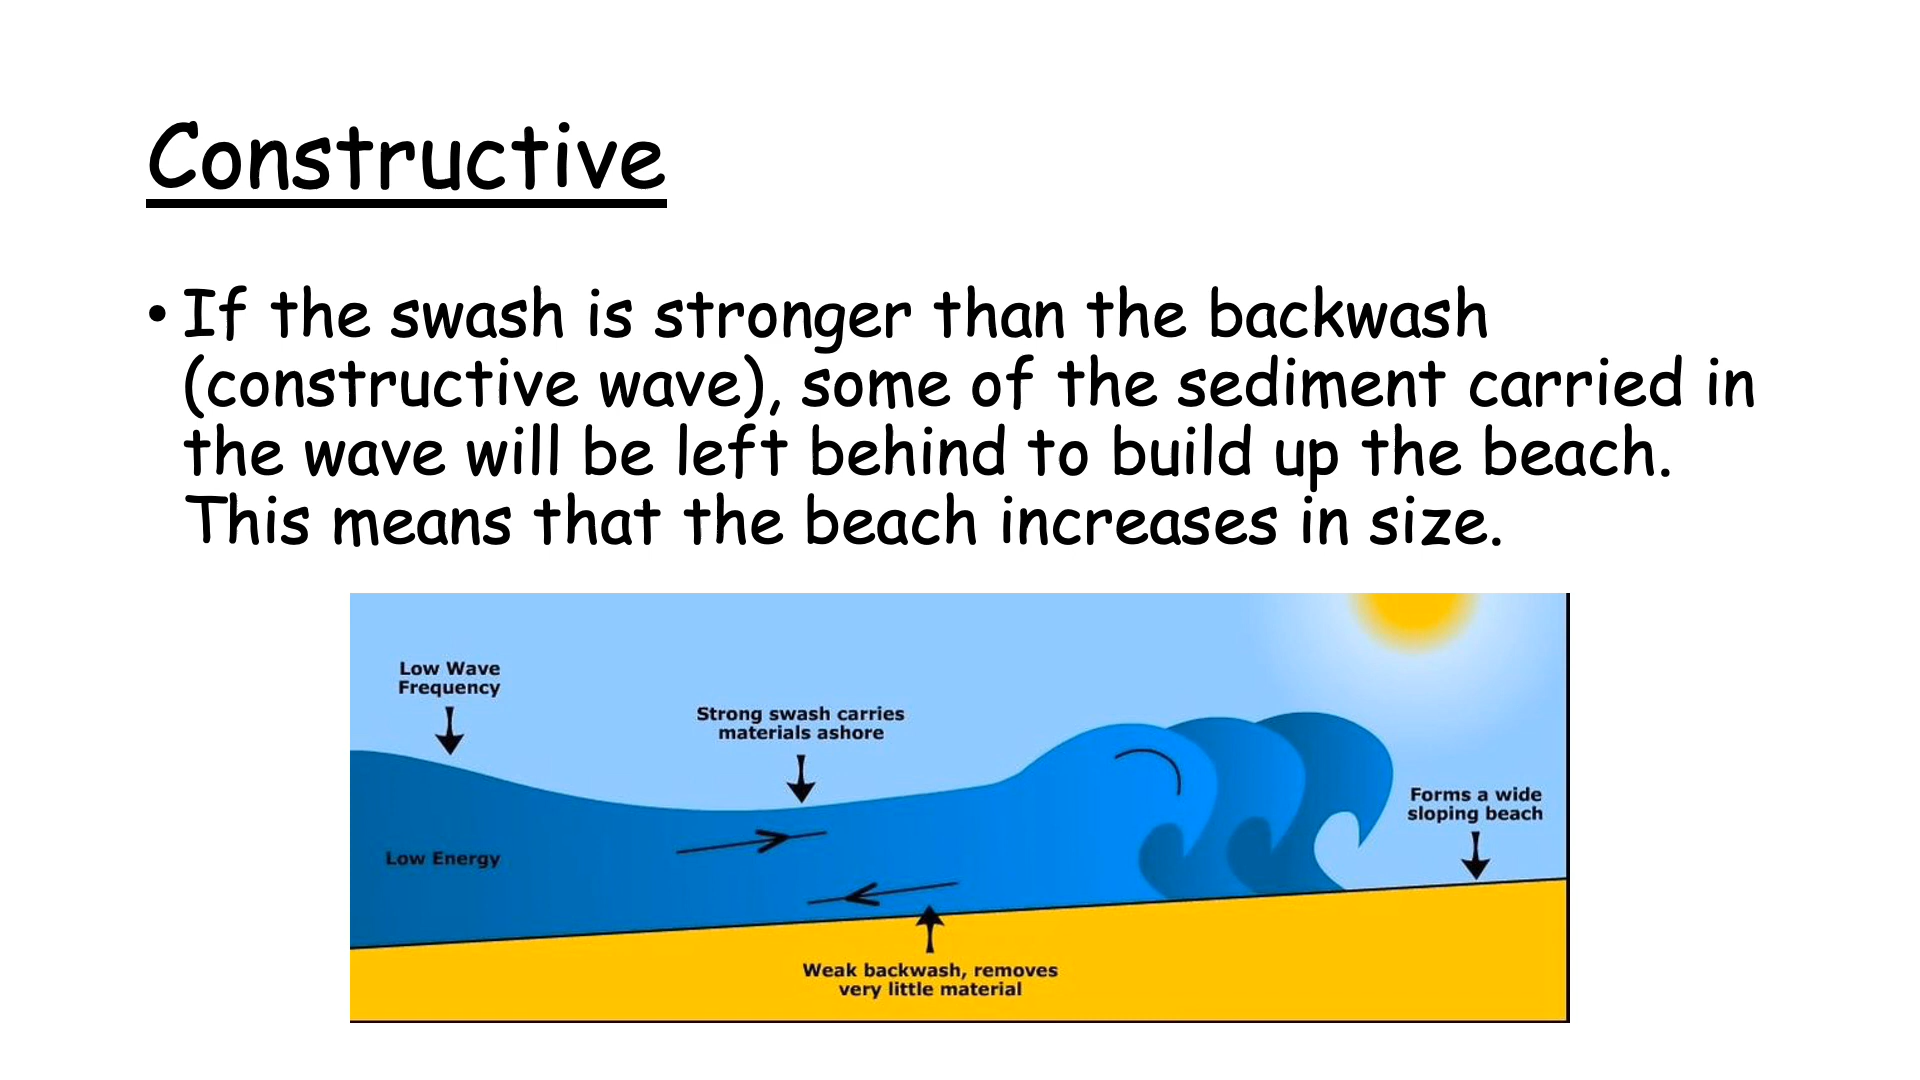 Constructive
• If the swash is stronger than the backwash
(constructive wave), some of the sediment carried in
the wave will be left behind to build up the beach.
This means that the beach increases in size.
Low Wave
Frequency
Strong swash carries
materials ashore
Forms a wide
sloping beach
Low Energy
Weak backwash, removes
very little material